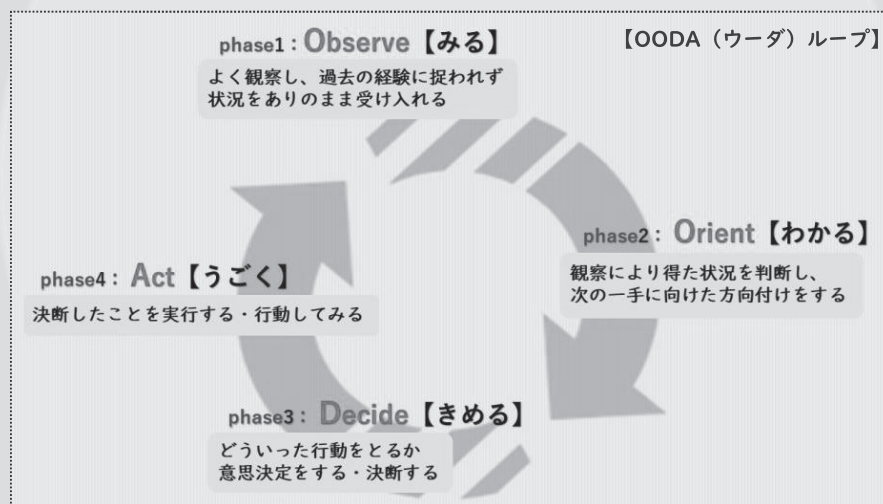 【OODA（ウーダ）ループ】
phase1：Observe【みる】
よく観察し、過去の経験に捉われず
状況をありのまま受け入れる
phase2：Orient【わかる】
観察により得た状況を判断し、
次の一手に向けた方向付けをする
phase3：Decide【きめる】
どういった行動をとるか
意思決定をする・決断する
phase4：Act【うごく】
決断したことを実行する・行動してみる